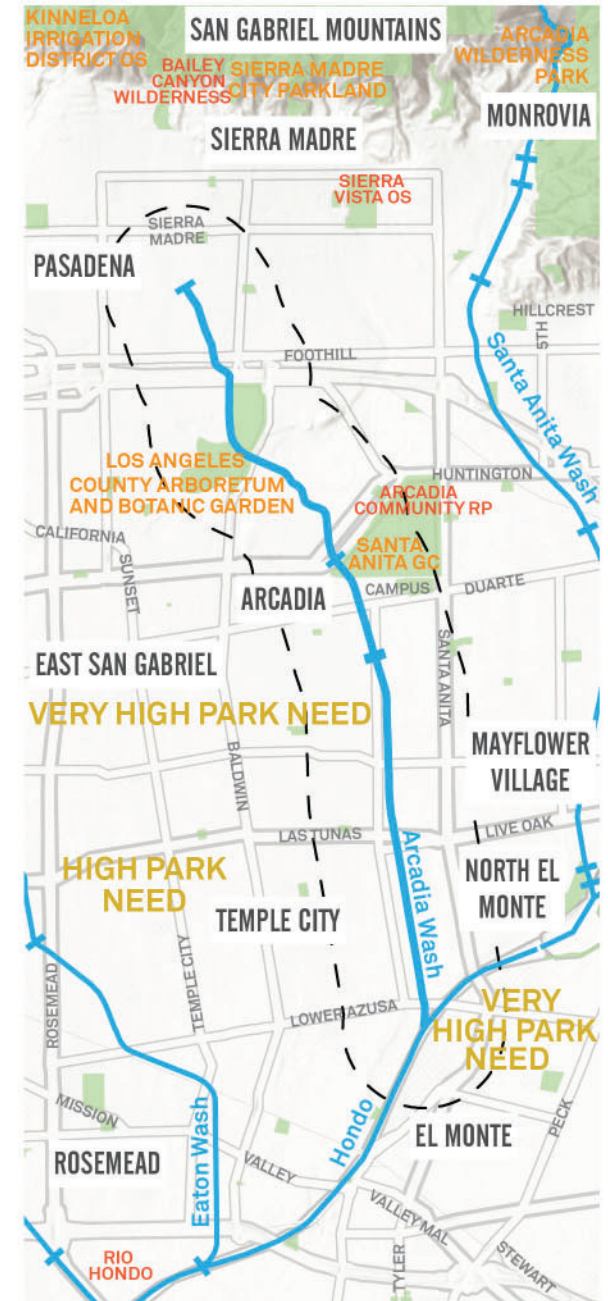 KINNELOA
IRRIGATION
DISTRICT OS
SAN GABRIEL MOUNTAINS
ARCADIA
WILDERNESS
PARK
BAILEY
CANYON
WILDERNESS
SIERRA MADRE
CITY PARKLAND
MONROVIA
SIERRA MADRE
SIERRA
VISTA OS
SIERRA
MADRE
PASADENA
HILLCREST
5TH
FOOTHILL
Santa Anita Wash
LOS ANGELES
COUNTY ARBORETUM
AND BOTANIC GARDEN
HUNTINGTON
ARCADIA
COMMUNITY RP
CALIFORNIA
SUNSET
SANTA
ANITA GC
CAMPUS
DUARTE
ARCADIA
SANTA ANITA
EAST SAN GABRIEL
VERY HIGH PARK NEED
BALDWIN
MAYFLOWER
VILLAGE
LAS TUNAS
LIVE OAK
Arcadia Wash
HIGH PARK
NEED
NORTH EL
MONTE
TEMPLE CITY
ROSEMEAD
TEMPLE CITY
LOWER AZUSA
VERY
HIGH PARK
NEED
MISSION
Eaton Wash
Hondo
EL MONTE
PECK
ROSEMEAD
VALLEY
VALLEY MAL
RIO
HONDO
TYLER
STEWART